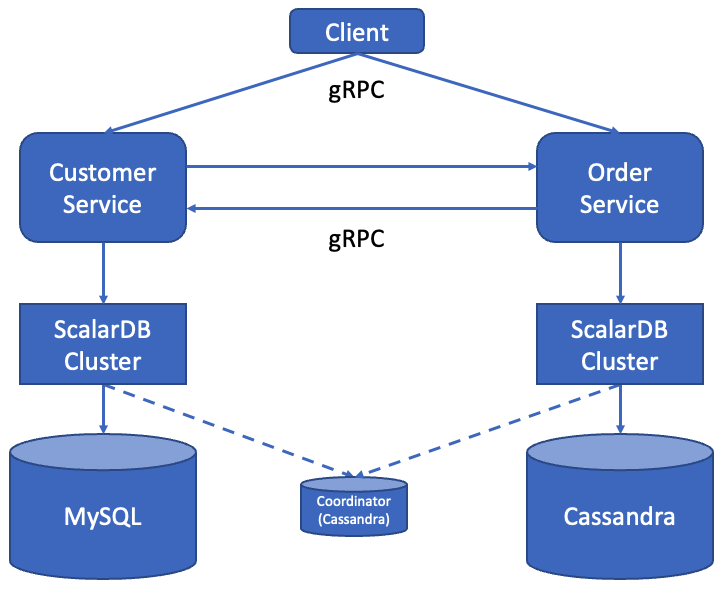 Client
gRPC
Customer
Service
Order
Service
gRPC
ScalarDB
Cluster
ScalarDB
Cluster
MySQL
Coordinator
(Cassandra)
Cassandra